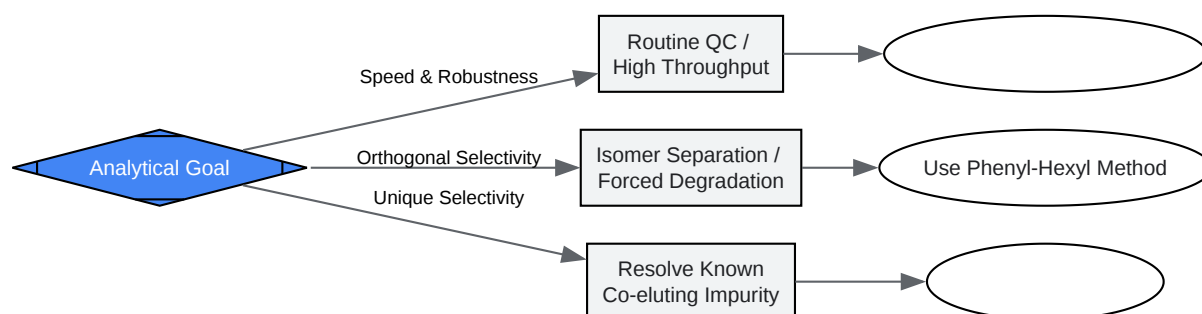 Routine QC /
High Throughput
Speed & Robustness
Analytical Goal
Orthogonal Selectivity
Isomer Separation /
Forced Degradation
Use Phenyl-Hexyl Method
Unique Selectivity
Resolve Known
Co-eluting Impurity